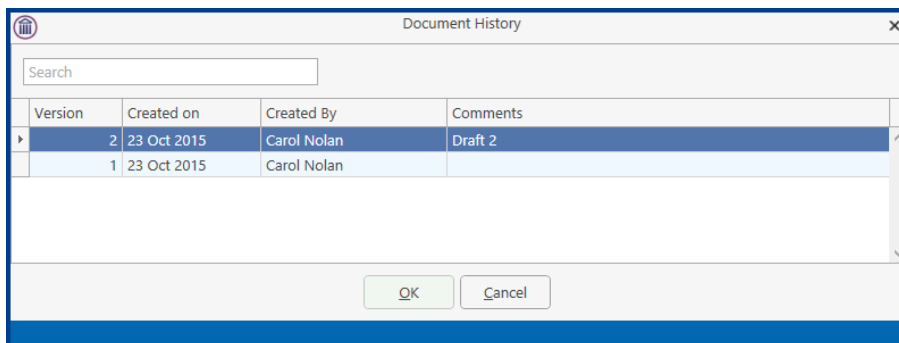 Document History
Search
Version Created on Created By Comments
2 23 Oct 2015 Carol Nolan Draft 2
1 23 Oct 2015 Carol Nolan
OK Cancel